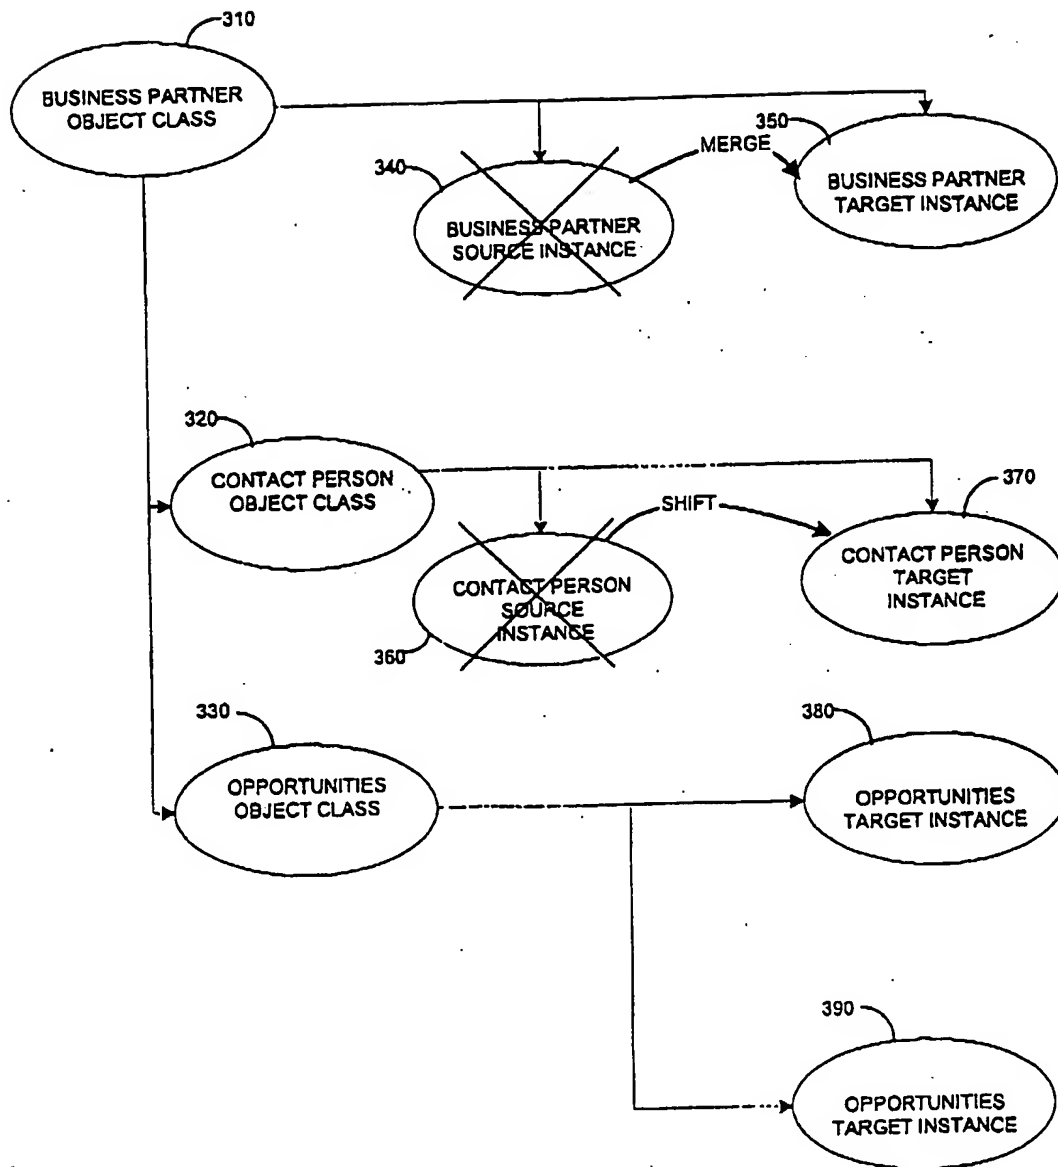 310
BUSINESS PARTNER
OBJECT CLASS
350
MERGE
340
BUSINESS PARTNER
SOURCE INSTANCE
BUSINESS PARTNER
TARGET INSTANCE
320
CONTACT PERSON
OBJECT CLASS
370
SHIFT
CONTACT PERSON
TARGET
INSTANCE
CONTACT PERSON
SOURCE
INSTANCE
360
330
OPPORTUNITIES
OBJECT CLASS
380
OPPORTUNITIES
TARGET INSTANCE
390
OPPORTUNITIES
TARGET INSTANCE